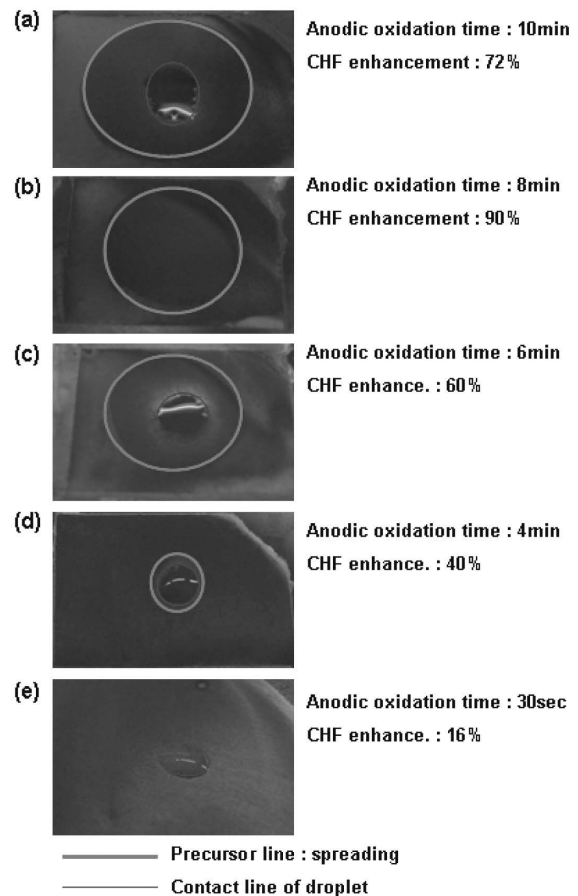 (a)
Anodic oxidation time : 10min
CHF enhancement : 72%
(b)
Anodic oxidation time : 8min
CHF enhancement : 90%
(c)
Anodic oxidation time : 6min
CHF enhance. : 60%
(d)
Anodic oxidation time : 4min
CHF enhance. : 40%
(e)
Anodic oxidation time : 30sec
CHF enhance. : 16%
Precursor line : spreading
Contact line of droplet